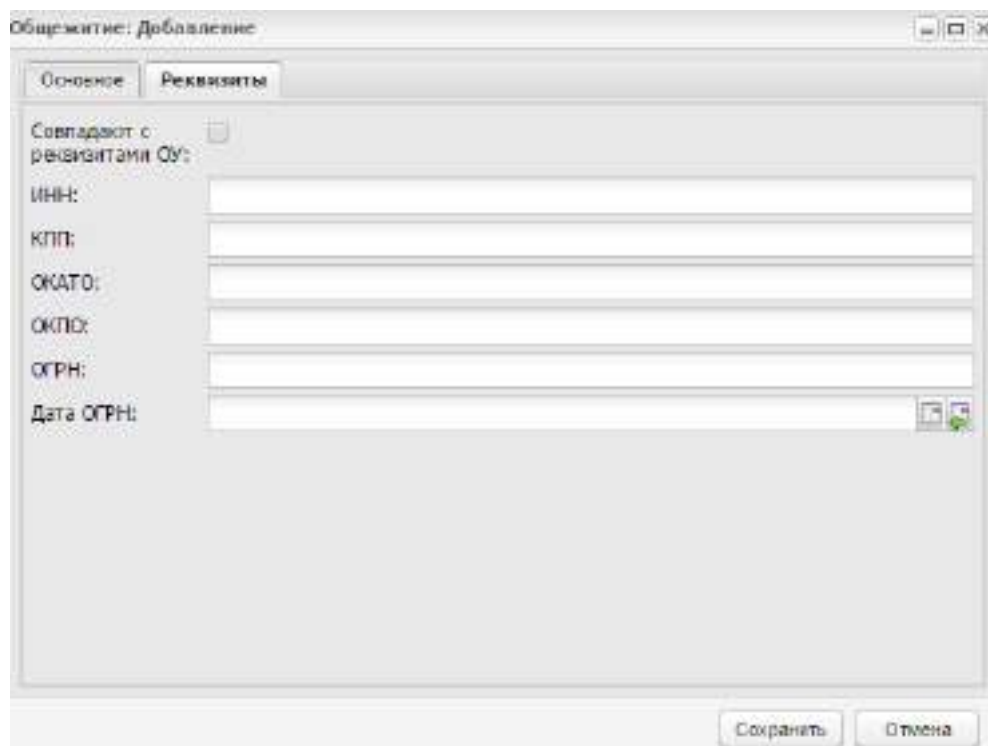 Общежитие: Добавление
Основное Реквизиты
Совпадают с
реквизитами ОУ:
ИНН:
КПП:
ОКАТО:
ОКПО:
ОГРН:
Дата ОГРН:
Сохранить Отмена